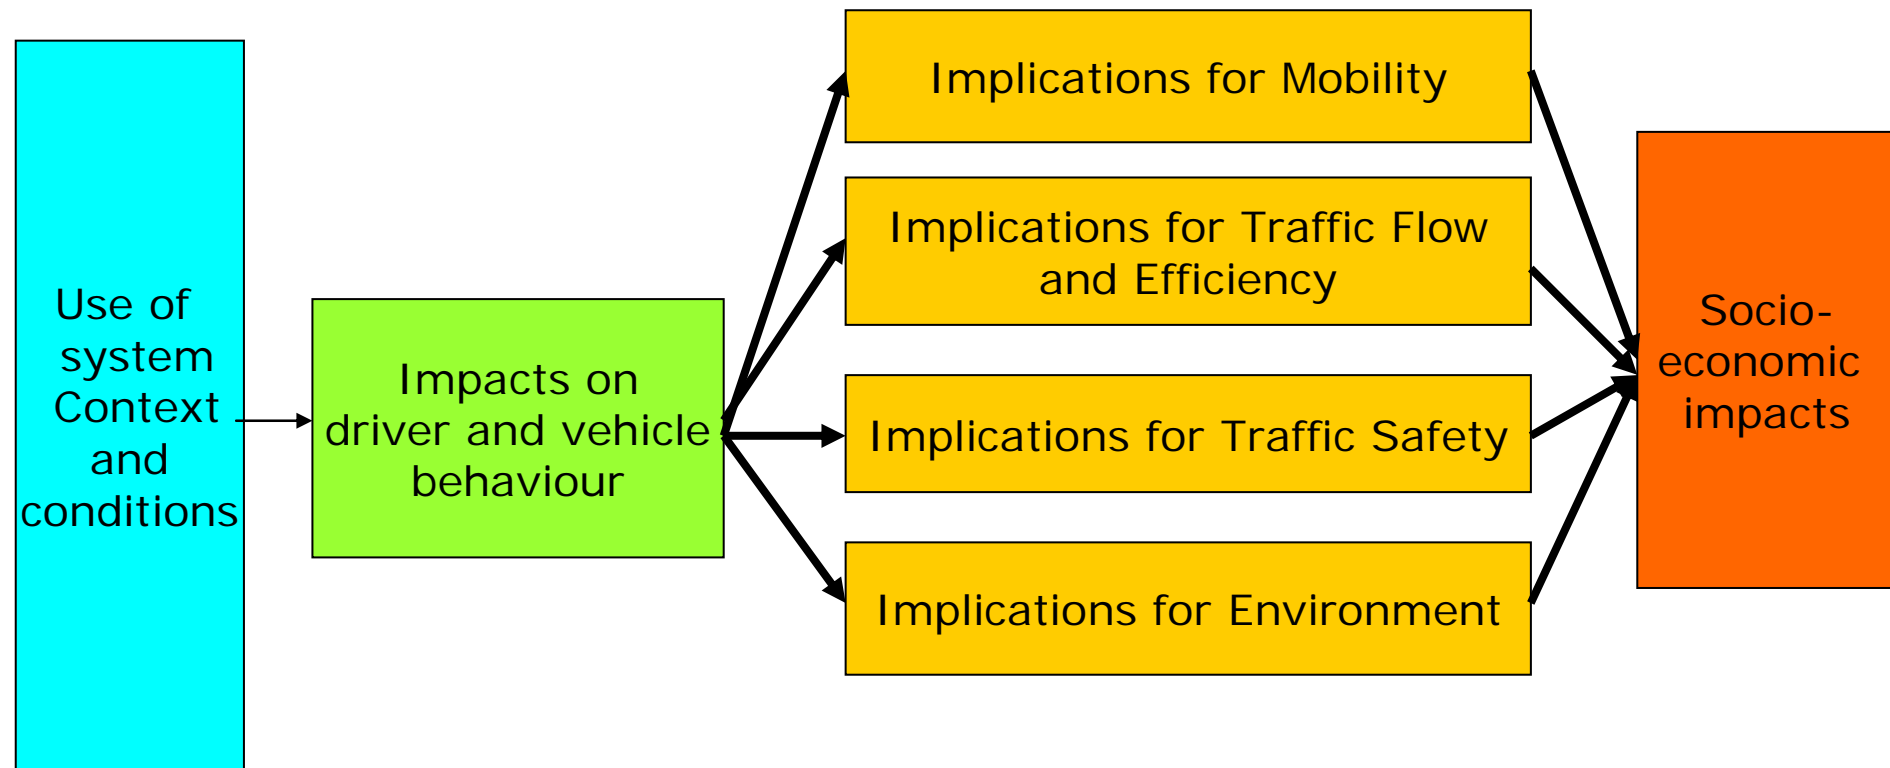 Use of
system
Context
and
conditions
Impacts on
driver and vehicle
behaviour
Implications for Mobility
Implications for Traffic Flow
and Efficiency
Implications for Traffic Safety
Implications for Environment
Socio-
economic
impacts